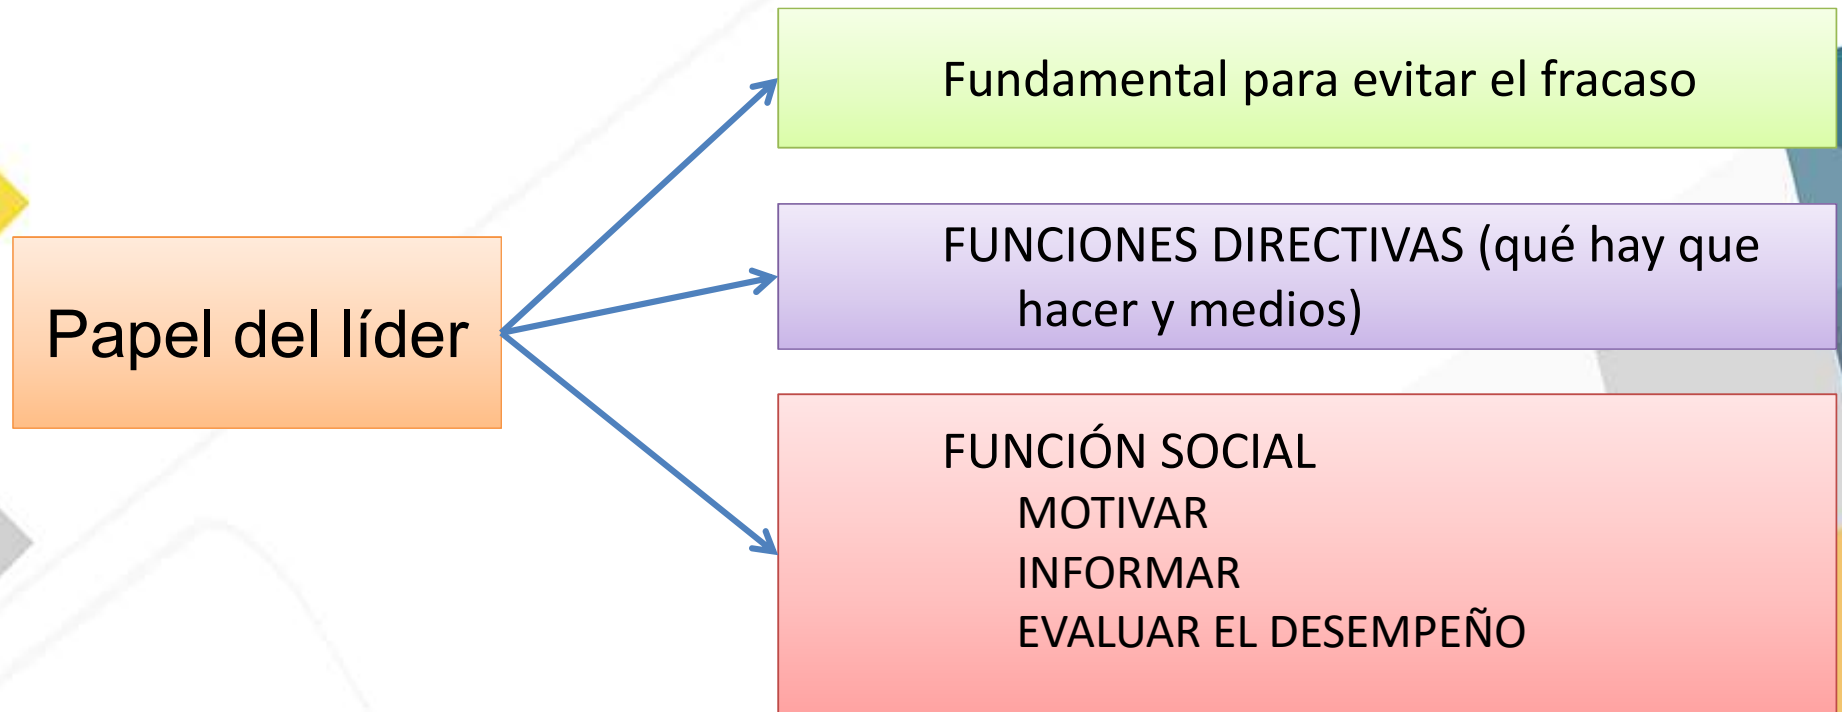 Papel del líder
Fundamental para evitar el fracaso
FUNCIONES DIRECTIVAS (qué hay que
hacer y medios)
FUNCIÓN SOCIAL
MOTIVAR
INFORMAR
EVALUAR EL DESEMPEÑO